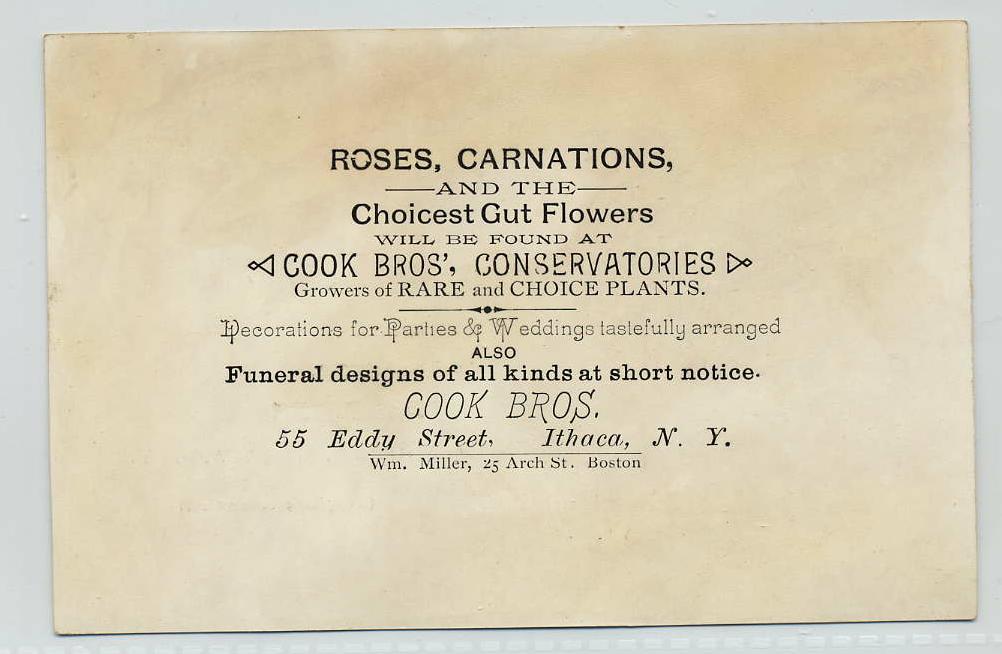 ROSES, CARNATIONS,
AND THE
Choicest Gut Flowers
WILL BE FOUND AT
COOK BROS', CONSERVATORIES
Growers of RARE and CHOICE PLANTS.
Decorations for Parties & Weddings tastefully arranged
ALSO
Funeral designs of all kinds at short notice.
COOK BROS.
55 Eddy Street, Ithaca, N. Y.
Wm. Miller, 25 Arch St. Boston